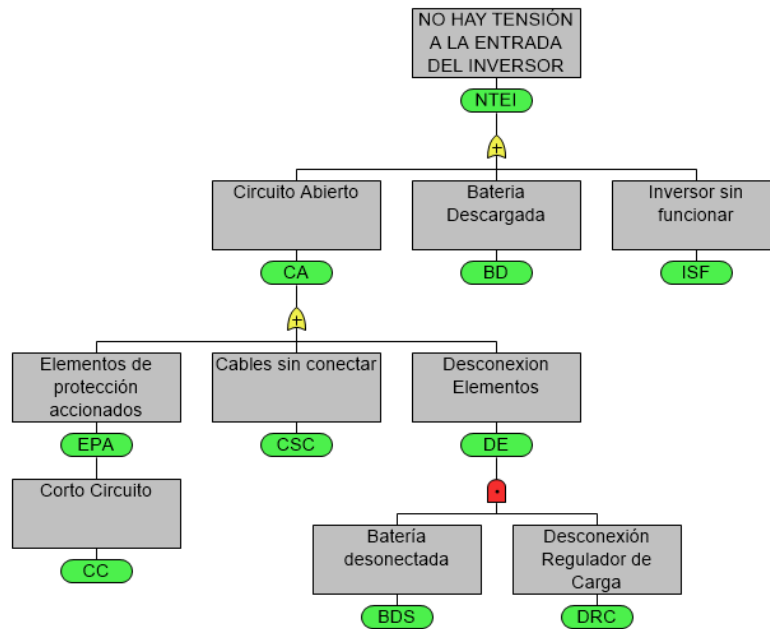 NO HAY TENSIÓN
A LA ENTRADA
DEL INVERSOR
NTEI
+
Circuito Abierto
Bateria
Descargada
Inversor sin
funcionar
CA
BD
ISF
+
Elementos de
protección
accionados
Cables sin conectar
Desconexion
Elementos
EPA
CSC
DE
Corto Circuito
Batería
desonectada
Desconexión
Regulador de
Carga
CC
BDS
DRC